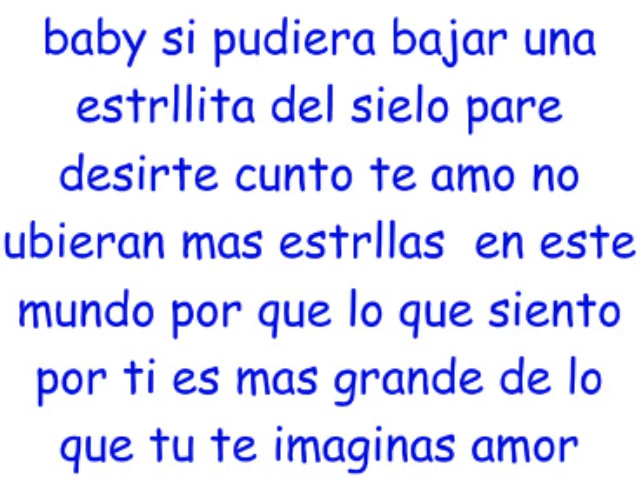 baby si pudiera bajar una
estrllita del sielo pare
desirte cunto te amo no
ubieran mas estrllas  en este
mundo por que lo que siento
por ti es mas grande de lo
que tu te imaginas amor